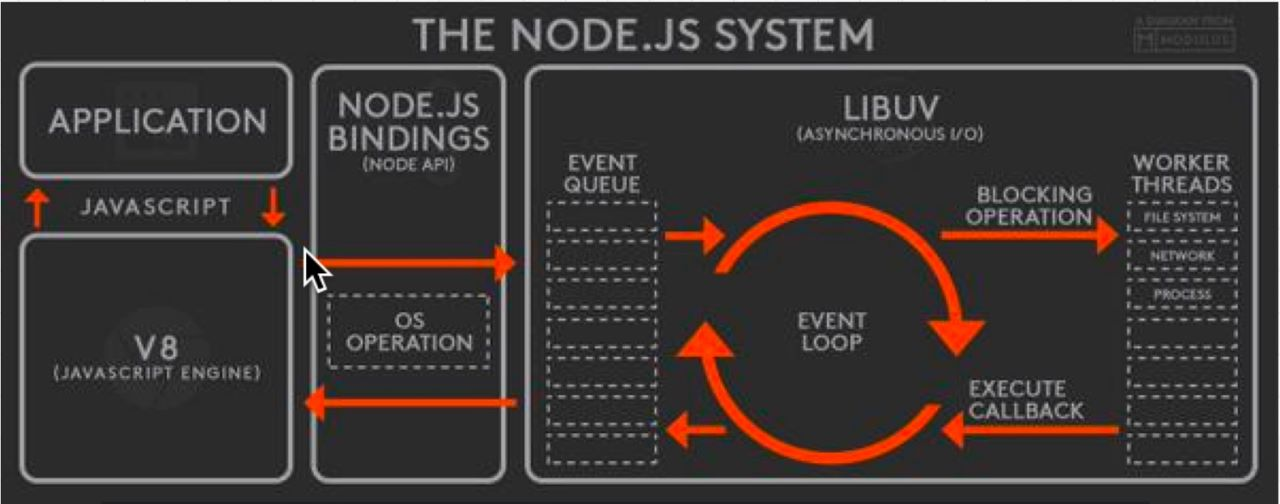 THE NODE.JS SYSTEM
A DIAGRAM FROM
MODULUS
APPLICATION
JAVASCRIPT
V8
(JAVASCRIPT ENGINE)
NODE.JS
BINDINGS
(NODE API)
OS
OPERATION
LIBUV
(ASYNCHRONOUS I/O)
EVENT
QUEUE
EVENT
LOOP
BLOCKING
OPERATION
EXECUTE
CALLBACK
WORKER
THREADS
FILE SYSTEM
NETWORK
PROCESS